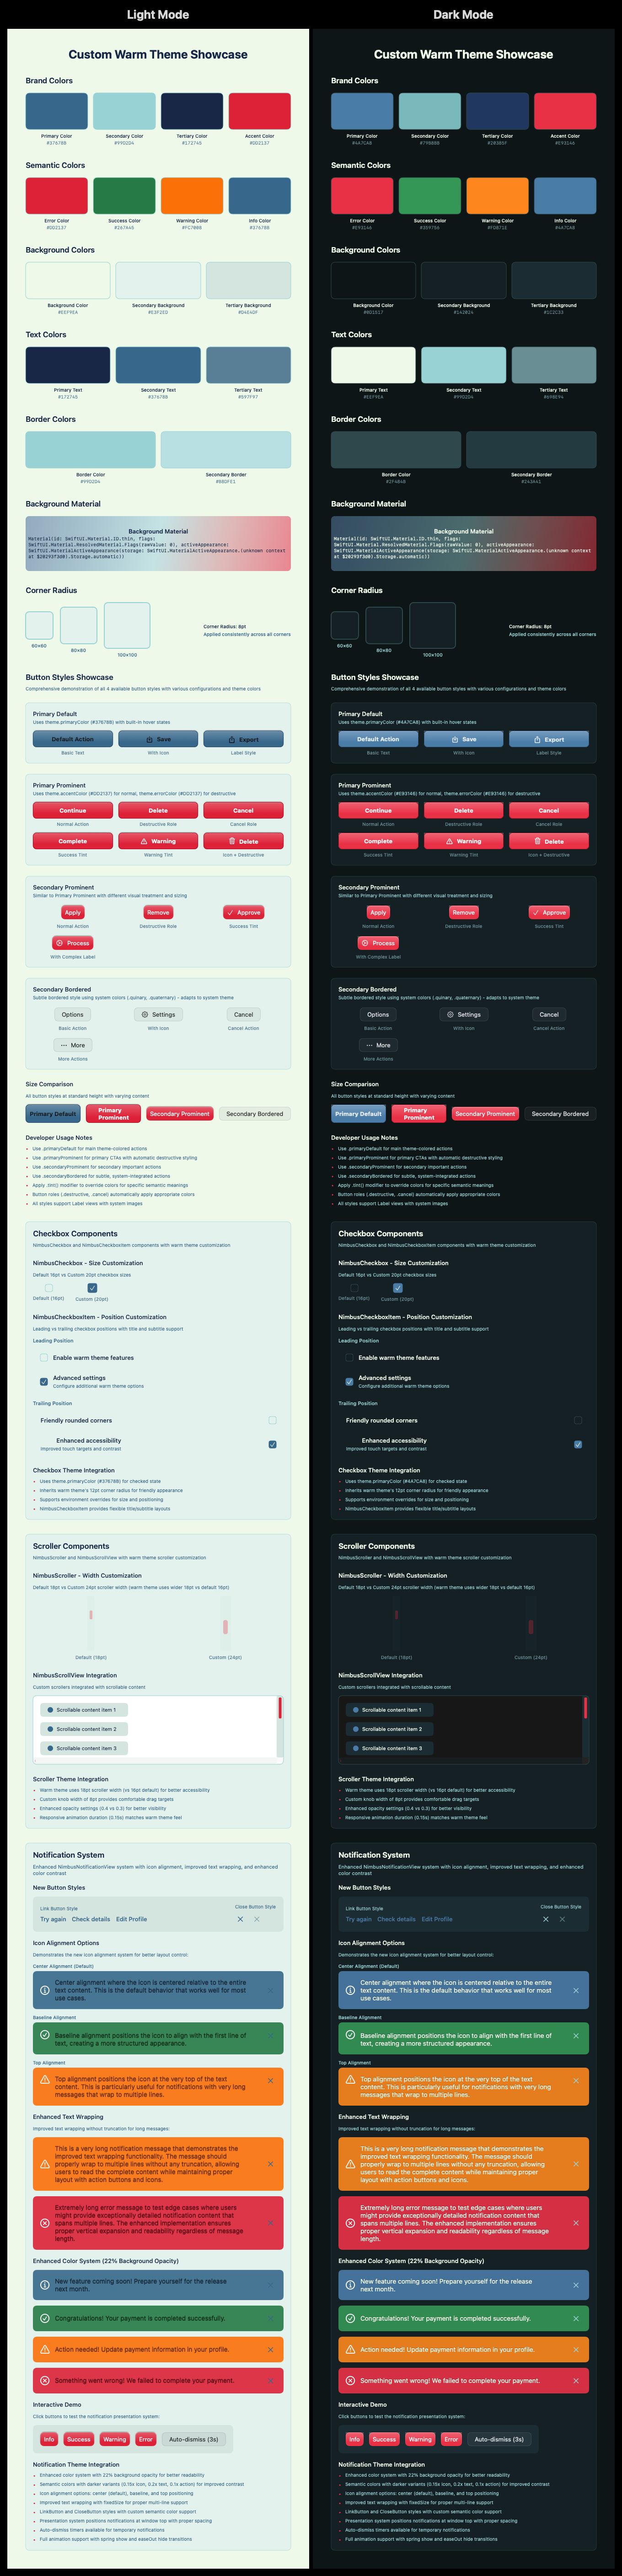 Light Mode
Custom Warm Theme Showcase
Brand Colors
Primary Color
Secondary Color
Tertiary Color
Accent Color
#37678B
#99D2D4
#172745
#DD2137
Semantic Colors
Error Color
Success Color
Warning Color
Info Color
#DD2137
#267A45
#37678B
Background Colors
Background Color
Secondary Background
Tertiary Background
#EEF9EA
Text Colors
Primary Text
Secondary Text
Tertiary Text
#172745
#37678B
#597F97
Border Colors
Border Color
Secondary Border
#99D2D4
#BBDFE1
Background Material
Background Material
Material(id: SwiftUI.Material.ID.thin, flags:
SwiftUI.Material.ResolvedMaterial.Flags(rawValue: 0), activeAppearance:
SwiftUI.MaterialActiveAppearance(storage: SwiftUI.MaterialActiveAppearance.(unknown context
at $20293f3d0).Storage.automatic))
Corner Radius
60×60
80×80
100×100
Corner Radius: 8pt
Applied consistently across all corners
Button Styles Showcase
Comprehensive demonstration of all 4 available button styles with various configurations and theme colors
Primary Default
Uses theme.primaryColor (#37678B) with built-in hover states
Default Action
Save
Export
Basic Text
With Icon
Label Style
Primary Prominent
Uses theme.accentColor (#DD2137) for normal, theme.errorColor (#DD2137) for destructive
Continue
Delete
Cancel
Normal Action
Destructive Role
Cancel Role
Complete
Warning
Delete
Success Tint
Warning Tint
Icon + Destructive
Secondary Prominent
Similar to Primary Prominent with different visual treatment and sizing
Apply
Remove
Approve
Normal Action
Destructive Role
Success Tint
Process
With Complex Label
Secondary Bordered
Subtle bordered style using system colors (.quinary, .quaternary) - adapts to system theme
Options
Settings
Cancel
Basic Action
With Icon
Cancel Action
More
More Actions
Size Comparison
All button styles at standard height with varying content
Primary Default
Primary
Prominent
Secondary Prominent
Secondary Bordered
Developer Usage Notes
• Use .primaryDefault for main theme-colored actions
• Use .primaryProminent for primary CTAs with automatic destructive styling
• Use .secondaryProminent for secondary important actions
• Use .secondaryBordered for subtle, system-integrated actions
• Apply .tint() modifier to override colors for specific semantic meanings
• Button roles (.destructive, .cancel) automatically apply appropriate colors
• All styles support Label views with system images
Checkbox Components
NimbusCheckbox and NimbusCheckboxItem components with warm theme customization
NimbusCheckbox - Size Customization
Default 16pt vs Custom 20pt checkbox sizes
Default (16pt)
Custom (20pt)
NimbusCheckboxItem - Position Customization
Leading vs trailing checkbox positions with title and subtitle support
Leading Position
Enable warm theme features
Advanced settings
Configure additional warm theme options
Trailing Position
Friendly rounded corners
Enhanced accessibility
Improved touch targets and contrast
Checkbox Theme Integration
• Uses theme.primaryColor (#37678B) for checked state
• Inherits warm theme's 12pt corner radius for friendly appearance
• Supports environment overrides for size and positioning
• NimbusCheckboxItem provides flexible title/subtitle layouts
Scroller Components
NimbusScroller and NimbusScrollView with warm theme scroller customization
NimbusScroller - Width Customization
Default 18pt vs Custom 24pt scroller width (warm theme uses wider 18pt vs default 16pt)
Default (18pt)
Custom (24pt)
NimbusScrollView Integration
Custom scrollers integrated with scrollable content
Scrollable content item 1
Scrollable content item 2
Scrollable content item 3
Scroller Theme Integration
• Warm theme uses 18pt scroller width (vs 16pt default) for better accessibility
• Custom knob width of 8pt provides comfortable drag targets
• Enhanced opacity settings (0.4 vs 0.3) for better visibility
• Responsive animation duration (0.15s) matches warm theme feel
Notification System
Enhanced NimbusNotificationView system with icon alignment, improved text wrapping, and enhanced
color contrast
New Button Styles
Link Button Style
Close Button Style
Try again
Check details
Edit Profile
Icon Alignment Options
Demonstrates the new icon alignment system for better layout control:
Center Alignment (Default)
Center alignment where the icon is centered relative to the entire
text content. This is the default behavior that works well for most
use cases.
Baseline Alignment
Baseline alignment positions the icon to align with the first line of
text, creating a more structured appearance.
Top Alignment
Top alignment positions the icon at the very top of the text
content. This is particularly useful for notifications with very long
messages that wrap to multiple lines.
Enhanced Text Wrapping
Improved text wrapping without truncation for long messages:
This is a very long notification message that demonstrates the
improved text wrapping functionality. The message should
properly wrap to multiple lines without any truncation, allowing
users to read the complete content while maintaining proper
layout with action buttons and icons.
Extremely long error message to test edge cases where users
might provide exceptionally detailed notification content that
spans multiple lines. The enhanced implementation ensures
proper vertical expansion and readability regardless of message
length.
Enhanced Color System (22% Background Opacity)
New feature coming soon! Prepare yourself for the release
next month.
Congratulations! Your payment is completed successfully.
Action needed! Update payment information in your profile.
Something went wrong! We failed to complete your payment.
Interactive Demo
Click buttons to test the notification presentation system:
Info
Success
Warning
Error
Auto-dismiss (3s)
Notification Theme Integration
• Enhanced color system with 22% background opacity for better readability
• Semantic colors with darker variants (0.15x icon, 0.2x text, 0.1x action) for improved contrast
• Icon alignment options: center (default), baseline, and top positioning
• Improved text wrapping with fixedSize for proper multi-line support
• LinkButton and CloseButton styles with custom semantic color support
• Presentation system positions notifications at window top with proper spacing
• Auto-dismiss timers available for temporary notifications
• Full animation support with spring show and easeOut hide transitions
Dark Mode
Custom Warm Theme Showcase
Brand Colors
Primary Color
Secondary Color
Tertiary Color
Accent Color
#4A7CA8
#E93146
Semantic Colors
Error Color
Success Color
Warning Color
Info Color
#E93146
#4A7CA8
Background Colors
Background Color
Secondary Background
Tertiary Background
Text Colors
Primary Text
Secondary Text
Tertiary Text
#EEF9EA
#99D2D4
Border Colors
Border Color
Secondary Border
Background Material
Background Material
Material(id: SwiftUI.Material.ID.thin, flags:
SwiftUI.Material.ResolvedMaterial.Flags(rawValue: 0), activeAppearance:
SwiftUI.MaterialActiveAppearance(storage: SwiftUI.MaterialActiveAppearance.(unknown context
at $20293f3d0).Storage.automatic))
Corner Radius
60×60
80×80
100×100
Corner Radius: 8pt
Applied consistently across all corners
Button Styles Showcase
Comprehensive demonstration of all 4 available button styles with various configurations and theme colors
Primary Default
Uses theme.primaryColor (#4A7CA8) with built-in hover states
Default Action
Save
Export
Basic Text
With Icon
Label Style
Primary Prominent
Uses theme.accentColor (#E93146) for normal, theme.errorColor (#E93146) for destructive
Continue
Delete
Cancel
Normal Action
Destructive Role
Cancel Role
Complete
Warning
Delete
Success Tint
Warning Tint
Icon + Destructive
Secondary Prominent
Similar to Primary Prominent with different visual treatment and sizing
Apply
Remove
Approve
Normal Action
Destructive Role
Success Tint
Process
With Complex Label
Secondary Bordered
Subtle bordered style using system colors (.quinary, .quaternary) - adapts to system theme
Options
Settings
Cancel
Basic Action
With Icon
Cancel Action
More
More Actions
Size Comparison
All button styles at standard height with varying content
Primary Default
Primary
Prominent
Secondary Prominent
Secondary Bordered
Developer Usage Notes
• Use .primaryDefault for main theme-colored actions
• Use .primaryProminent for primary CTAs with automatic destructive styling
• Use .secondaryProminent for secondary important actions
• Use .secondaryBordered for subtle, system-integrated actions
• Apply .tint() modifier to override colors for specific semantic meanings
• Button roles (.destructive, .cancel) automatically apply appropriate colors
• All styles support Label views with system images
Checkbox Components
NimbusCheckbox and NimbusCheckboxItem components with warm theme customization
NimbusCheckbox - Size Customization
Default 16pt vs Custom 20pt checkbox sizes
Default (16pt)
Custom (20pt)
NimbusCheckboxItem - Position Customization
Leading vs trailing checkbox positions with title and subtitle support
Leading Position
Enable warm theme features
Advanced settings
Configure additional warm theme options
Trailing Position
Friendly rounded corners
Enhanced accessibility
Improved touch targets and contrast
Checkbox Theme Integration
• Uses theme.primaryColor (#4A7CA8) for checked state
• Inherits warm theme's 12pt corner radius for friendly appearance
• Supports environment overrides for size and positioning
• NimbusCheckboxItem provides flexible title/subtitle layouts
Scroller Components
NimbusScroller and NimbusScrollView with warm theme scroller customization
NimbusScroller - Width Customization
Default 18pt vs Custom 24pt scroller width (warm theme uses wider 18pt vs default 16pt)
Default (18pt)
Custom (24pt)
NimbusScrollView Integration
Custom scrollers integrated with scrollable content
Scrollable content item 1
Scrollable content item 2
Scrollable content item 3
Scroller Theme Integration
• Warm theme uses 18pt scroller width (vs 16pt default) for better accessibility
• Custom knob width of 8pt provides comfortable drag targets
• Enhanced opacity settings (0.4 vs 0.3) for better visibility
• Responsive animation duration (0.15s) matches warm theme feel
Notification System
Enhanced NimbusNotificationView system with icon alignment, improved text wrapping, and enhanced
color contrast
New Button Styles
Link Button Style
Close Button Style
Try again
Check details
Edit Profile
Icon Alignment Options
Demonstrates the new icon alignment system for better layout control:
Center Alignment (Default)
Center alignment where the icon is centered relative to the entire
text content. This is the default behavior that works well for most
use cases.
Baseline Alignment
Baseline alignment positions the icon to align with the first line of
text, creating a more structured appearance.
Top Alignment
Top alignment positions the icon at the very top of the text
content. This is particularly useful for notifications with very long
messages that wrap to multiple lines.
Enhanced Text Wrapping
Improved text wrapping without truncation for long messages:
This is a very long notification message that demonstrates the
improved text wrapping functionality. The message should
properly wrap to multiple lines without any truncation, allowing
users to read the complete content while maintaining proper
layout with action buttons and icons.
Extremely long error message to test edge cases where users
might provide exceptionally detailed notification content that
spans multiple lines. The enhanced implementation ensures
proper vertical expansion and readability regardless of message
length.
Enhanced Color System (22% Background Opacity)
New feature coming soon! Prepare yourself for the release
next month.
Congratulations! Your payment is completed successfully.
Action needed! Update payment information in your profile.
Something went wrong! We failed to complete your payment.
Interactive Demo
Click buttons to test the notification presentation system:
Info
Success
Warning
Error
Auto-dismiss (3s)
Notification Theme Integration
• Enhanced color system with 22% background opacity for better readability
• Semantic colors with darker variants (0.15x icon, 0.2x text, 0.1x action) for improved contrast
• Icon alignment options: center (default), baseline, and top positioning
• Improved text wrapping with fixedSize for proper multi-line support
• LinkButton and CloseButton styles with custom semantic color support
• Presentation system positions notifications at window top with proper spacing
• Auto-dismiss timers available for temporary notifications
• Full animation support with spring show and easeOut hide transitions